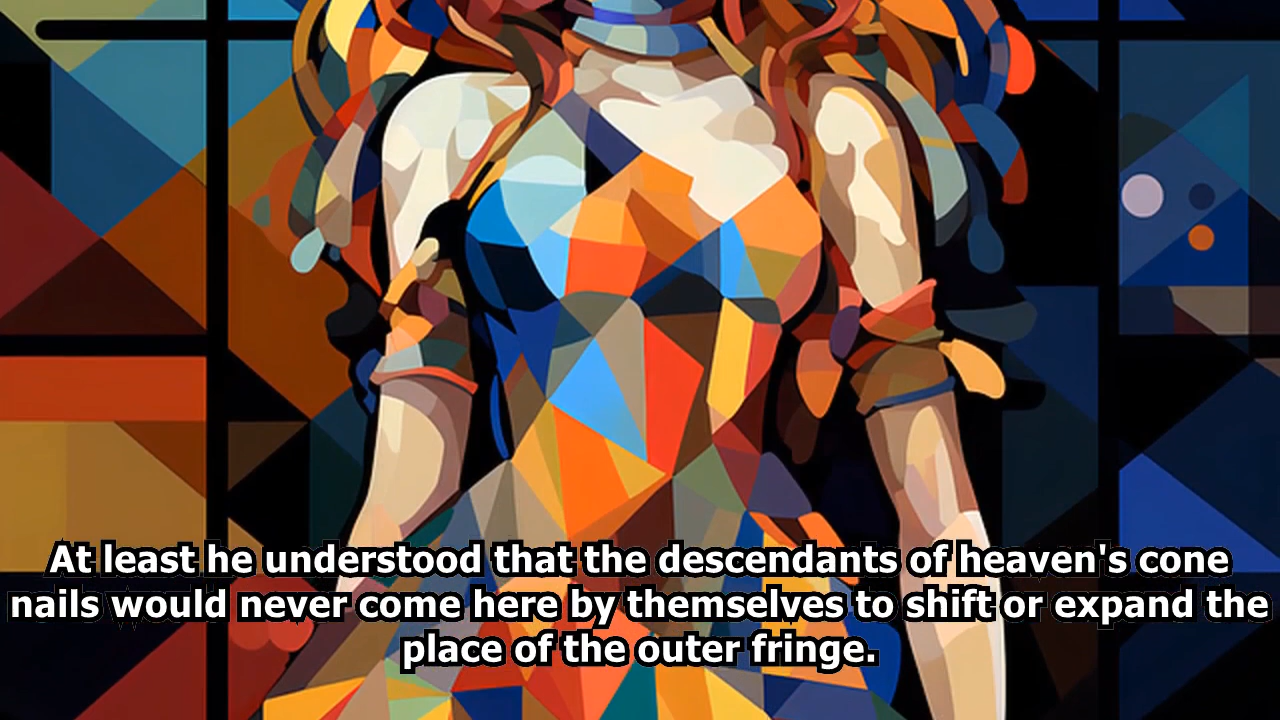 At least he understood that the descendants of heaven's cone
nails would never come here by themselves to shift or expand the
place of the outer fringe.